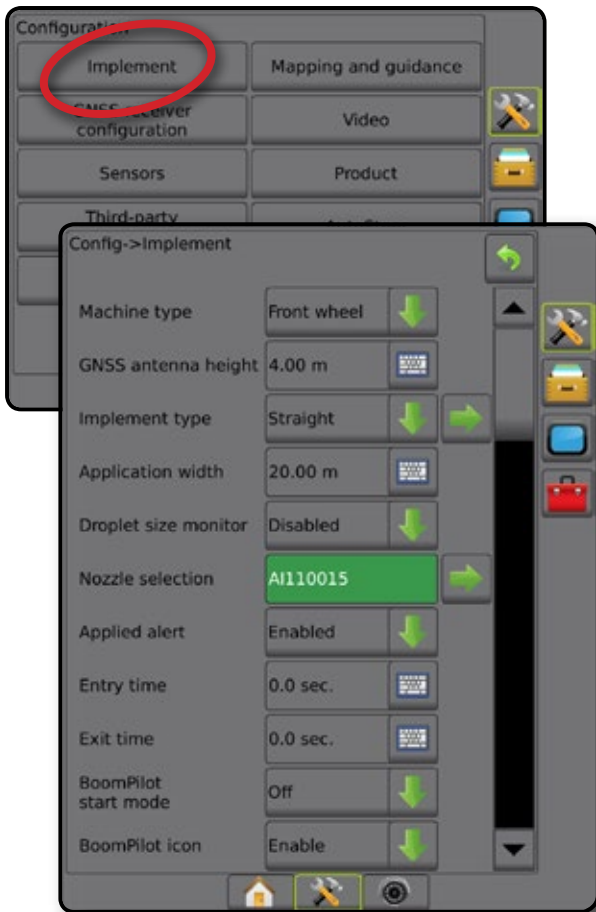 Configuration
Implement
Mapping and guidance
GNSS receiver
configuration
Video
Sensors
Product
Third-party
Config->Implement
Machine type
Front wheel
GNSS antenna height
4.00 m
Implement type
Straight
Application width
20.00 m
Droplet size monitor
Disabled
Nozzle selection
AI110015
Applied alert
Enabled
Entry time
0.0 sec.
Exit time
0.0 sec.
BoomPilot
start mode
Off
BoomPilot icon
Enable